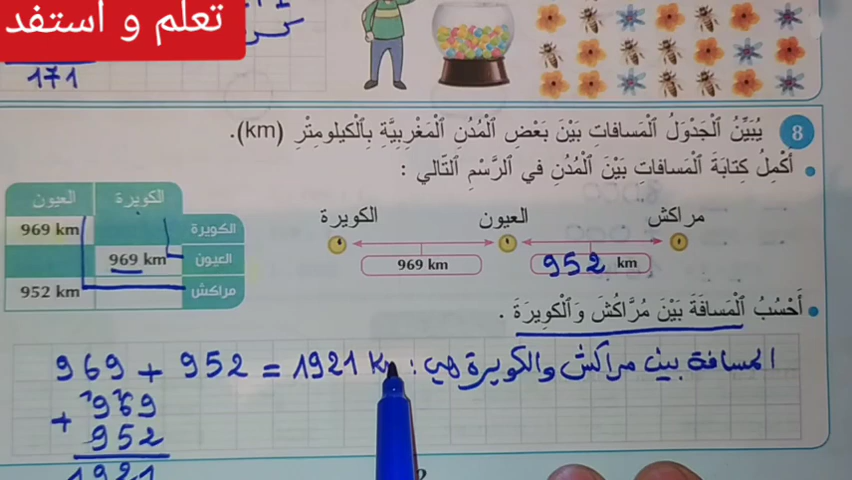 تعلم و استفد
171
8 يُبَيِّنُ ٱلْجَدْوَلُ ٱلْمَسافاتِ بَيْنَ بَعْضِ ٱلْمُدُنِ ٱلْمَغْرِبِيَّةِ بِٱلْكيلومِتْرِ (km).
• أُكْمِلُ كِتابَةَ ٱلْمَسافاتِ بَيْنَ ٱلْمُدُنِ في ٱلرَّسْمِ ٱلتّالي :
مراكش العيون الكويرة
952 km 969 km
الكويرة العيون
الكويرة 969 km
العيون 969 km
مراكش 952 km
• أَحْسُبُ ٱلْمَسافَةَ بَيْنَ مُرَّاكُشَ وَٱلْكويرَةَ .
المسافة بين مراكش والكويرة هي :
969 + 952 = 1921 km
969
+ 952
1921